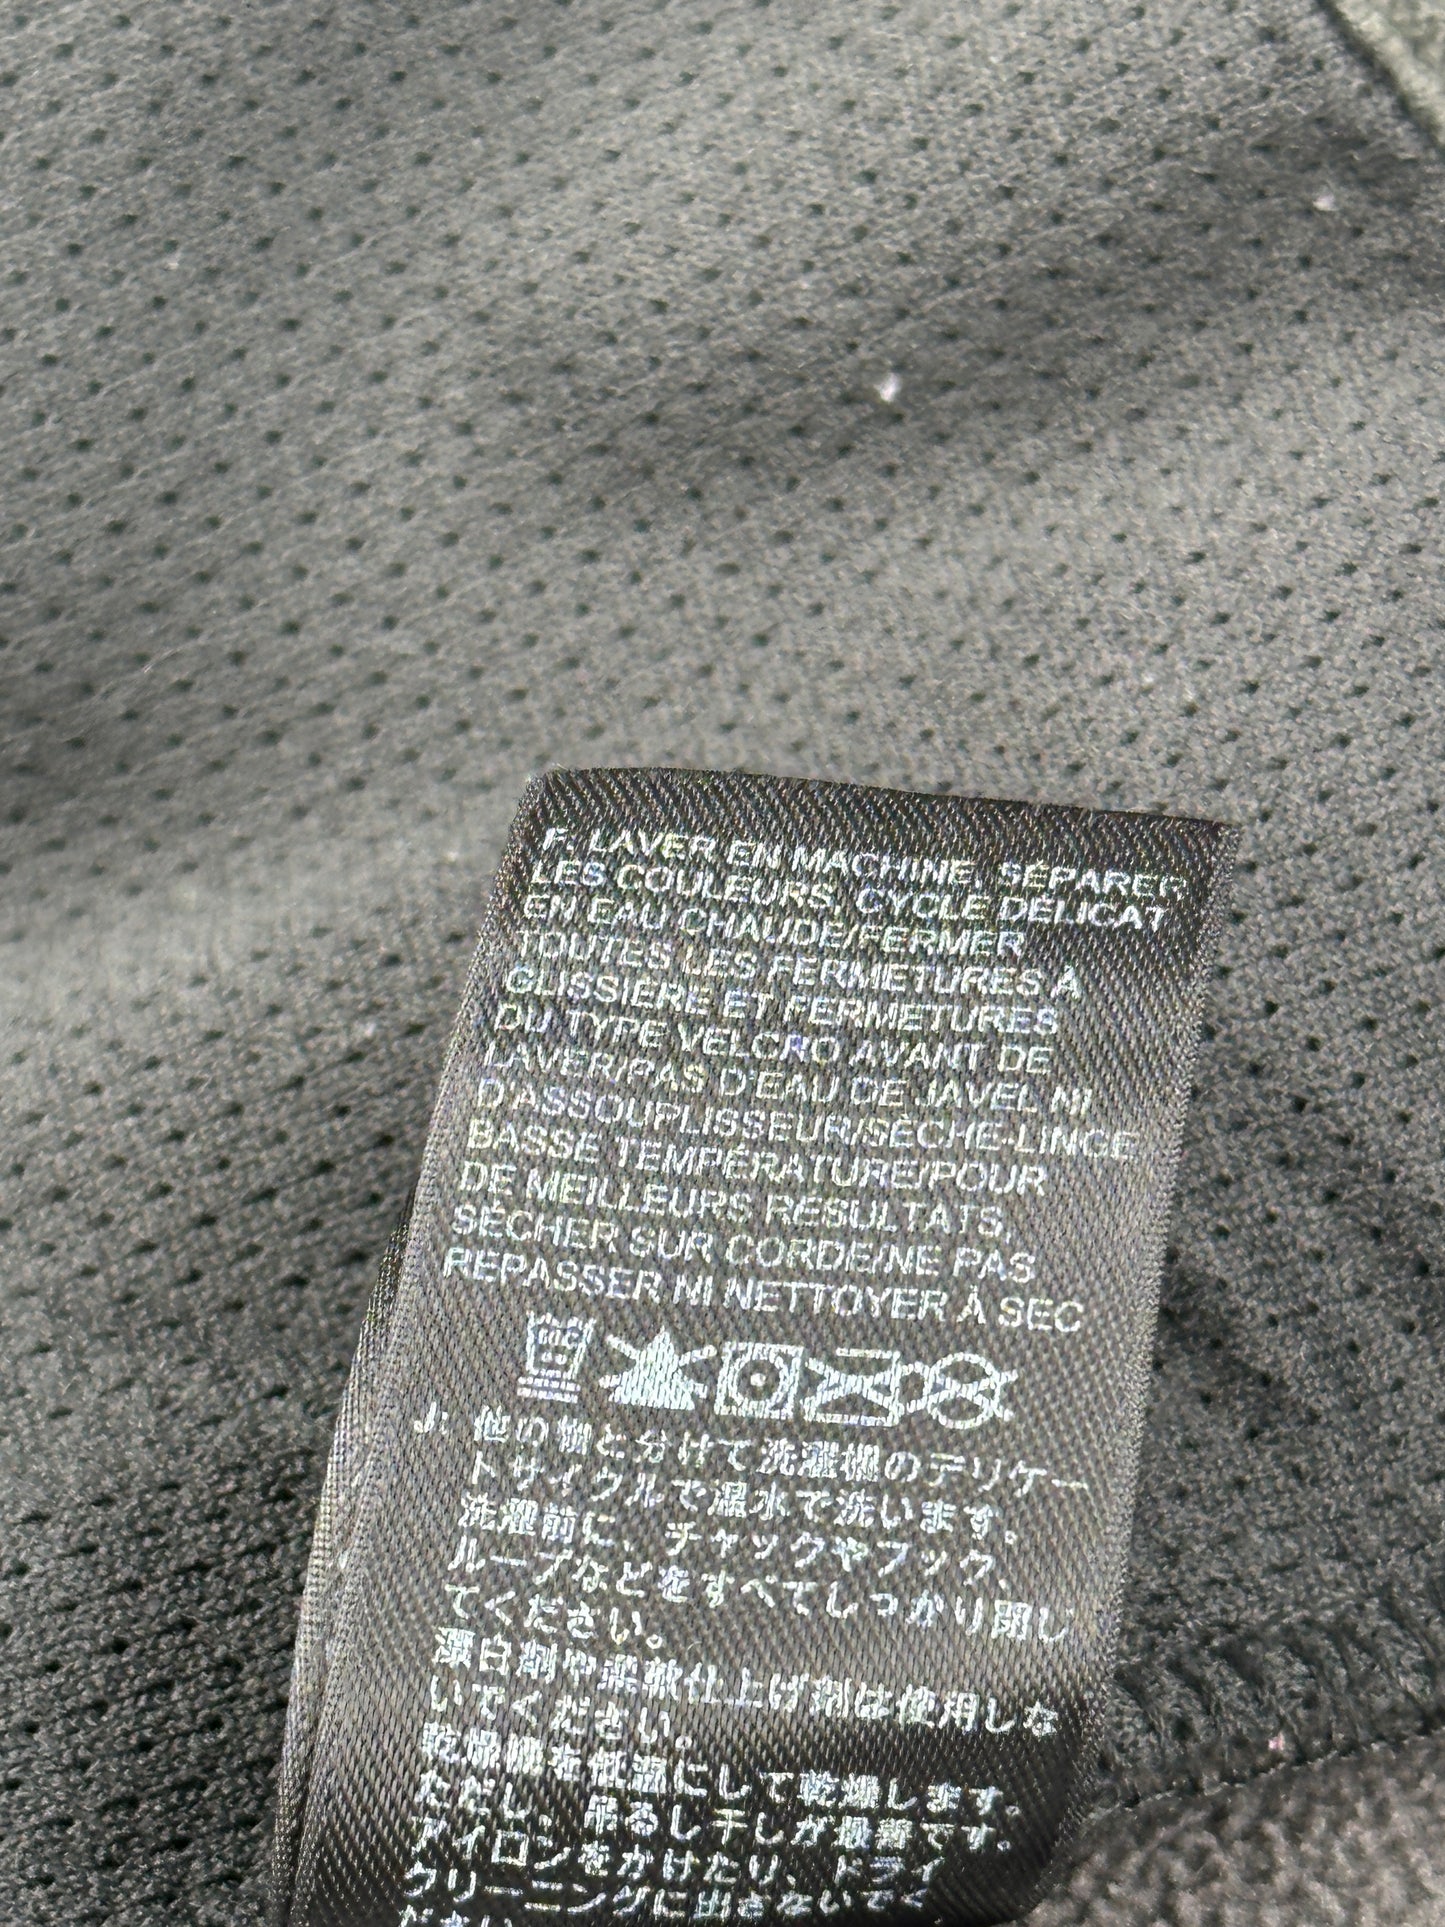 F: LAVER EN MACHINE, SÉPARER
LES COULEURS, CYCLE DÉLICAT
EN EAU CHAUDE/FERMER
TOUTES LES FERMETURES À
GLISSIÈRE ET FERMETURES
DU TYPE VELCRO AVANT DE
LAVER/PAS D'EAU DE JAVEL NI
D'ASSOUPLISSEUR/SÈCHE-LINGE
BASSE TEMPÉRATURE/POUR
DE MEILLEURS RÉSULTATS,
SÉCHER SUR CORDE/NE PAS
REPASSER NI NETTOYER À SEC
J: 他の物と分けて洗濯機のデリケー
トサイクルで温水で洗います。
洗濯前に、チャックやフック、
ループなどをすべてしっかり閉じ
てください。
漂白剤や柔軟仕上げ剤は使用しな
いでください。
乾燥機を低温にして乾燥します。
ただし、吊るし干しが最適です。
アイロンをかけたり、ドライ
クリーニングに出さないでく
ださい。